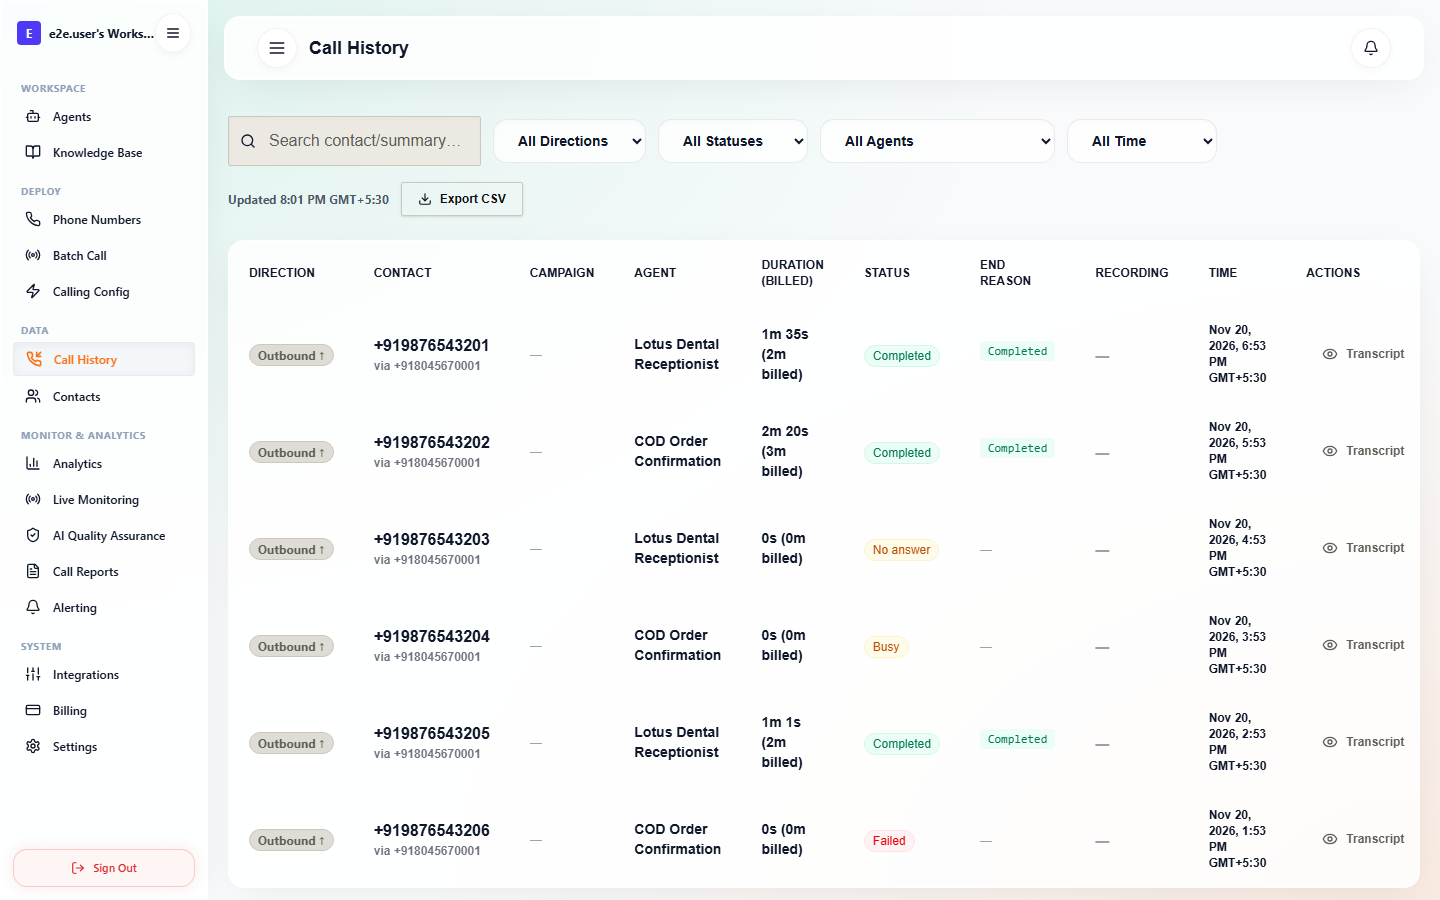 E e2e.user's Works...
WORKSPACE
Agents
Knowledge Base
DEPLOY
Phone Numbers
Batch Call
Calling Config
DATA
Call History
Contacts
MONITOR & ANALYTICS
Analytics
Live Monitoring
AI Quality Assurance
Call Reports
Alerting
SYSTEM
Integrations
Billing
Settings
Sign Out
Call History
Search contact/summary...
All Directions
All Statuses
All Agents
All Time
Updated 8:01 PM GMT+5:30
Export CSV
DIRECTION CONTACT CAMPAIGN AGENT DURATION (BILLED) STATUS END REASON RECORDING TIME ACTIONS
Outbound ↑
+919876543201
via +918045670001
—
Lotus Dental
Receptionist
1m 35s
(2m
billed)
Completed
Completed
—
Nov 20,
2026, 6:53
PM
GMT+5:30
Transcript
Outbound ↑
+919876543202
via +918045670001
—
COD Order
Confirmation
2m 20s
(3m
billed)
Completed
Completed
—
Nov 20,
2026, 5:53
PM
GMT+5:30
Transcript
Outbound ↑
+919876543203
via +918045670001
—
Lotus Dental
Receptionist
0s (0m
billed)
No answer
—
—
Nov 20,
2026, 4:53
PM
GMT+5:30
Transcript
Outbound ↑
+919876543204
via +918045670001
—
COD Order
Confirmation
0s (0m
billed)
Busy
—
—
Nov 20,
2026, 3:53
PM
GMT+5:30
Transcript
Outbound ↑
+919876543205
via +918045670001
—
Lotus Dental
Receptionist
1m 1s
(2m
billed)
Completed
Completed
—
Nov 20,
2026, 2:53
PM
GMT+5:30
Transcript
Outbound ↑
+919876543206
via +918045670001
—
COD Order
Confirmation
0s (0m
billed)
Failed
—
—
Nov 20,
2026, 1:53
PM
GMT+5:30
Transcript